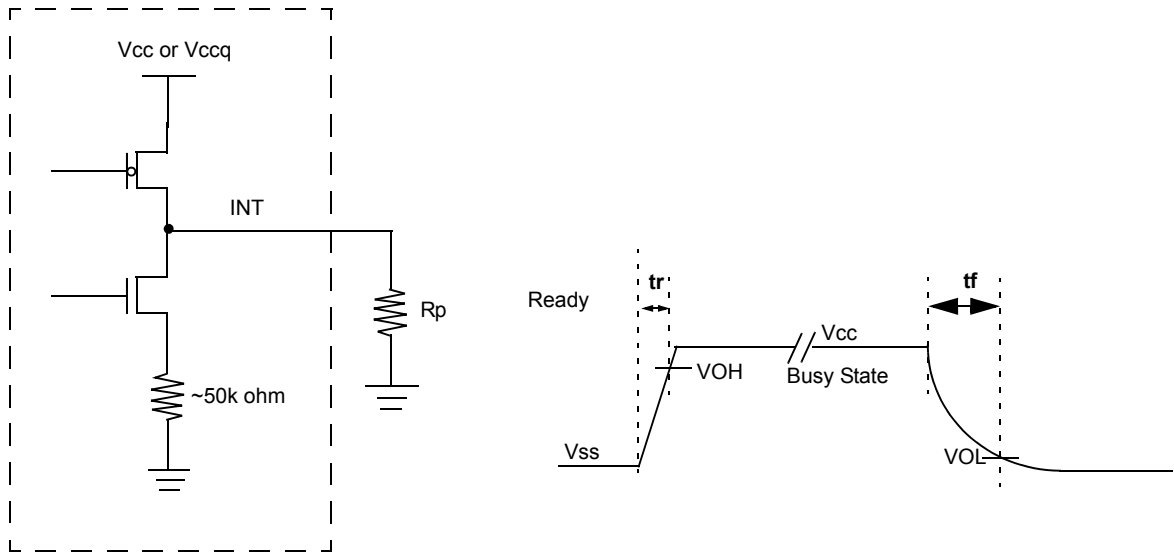 Vcc or Vccq
INT
Rp
~50k ohm
Ready
tr
tf
Vcc
VOH
Busy State
Vss
VOL